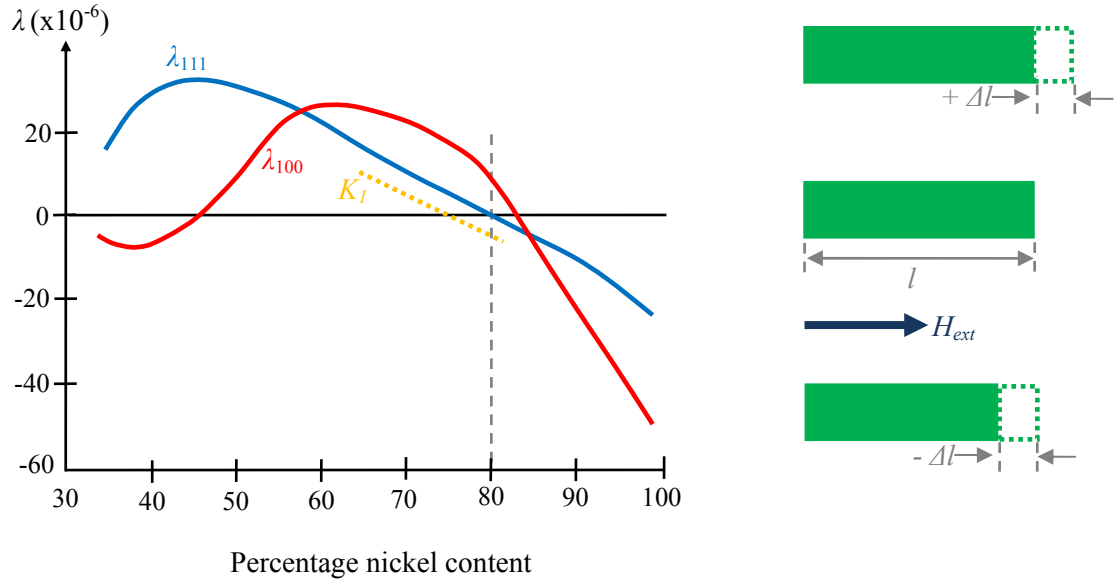 λ (x10⁻⁶)
λ₁₁₁
20
λ₁₀₀
K₁
0
-20
-40
-60
30 40 50 60 70 80 90 100
Percentage nickel content
+ Δl
l
Hₑₓₜ
- Δl